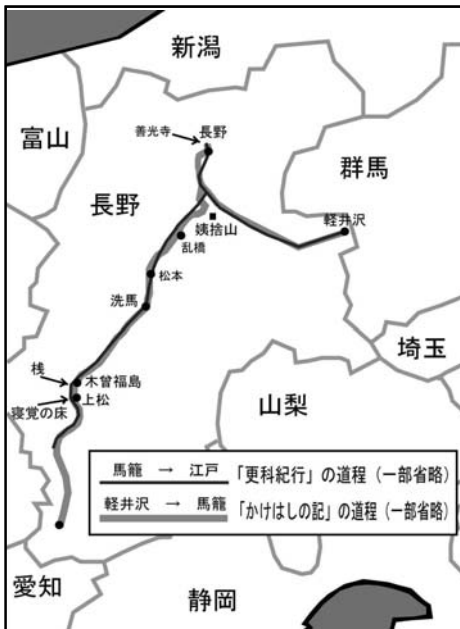 新潟
富山
善光寺
長野
群馬
長野
軽井沢
姨捨山
乱橋
松本
洗馬
埼玉
桟
木曽福島
上松
寝覚の床
山梨
馬籠 → 江戸 「更科紀行」の道程（一部省略）
軽井沢 → 馬籠 「かけはしの記」の道程（一部省略）
愛知
静岡